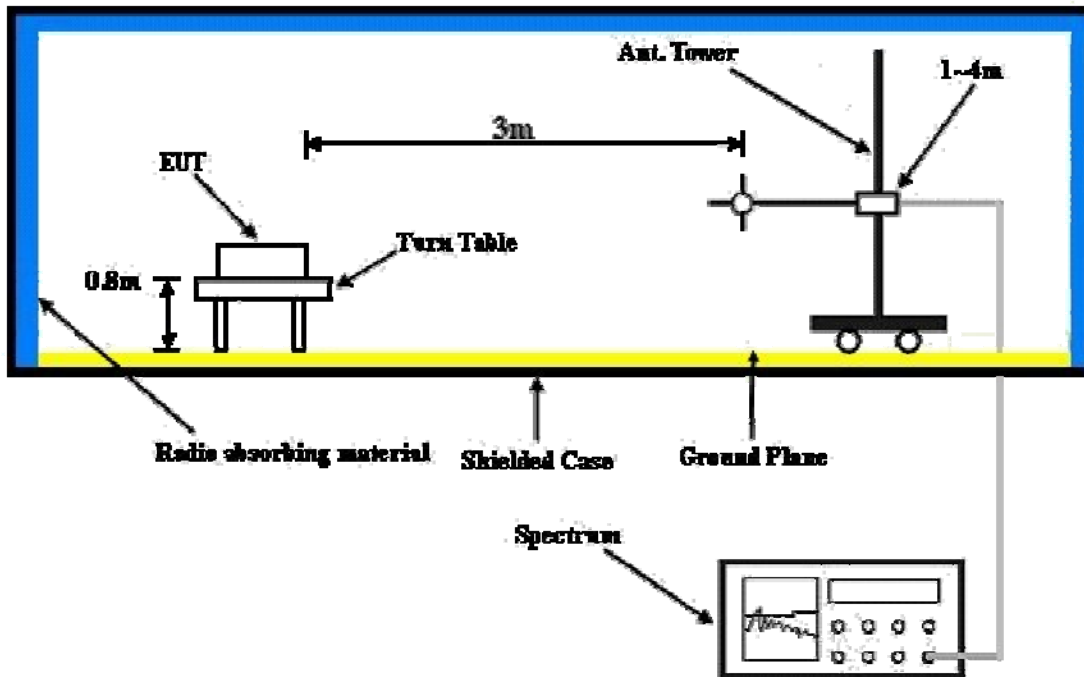 Ant. Tower
1~4m
3m
EUT
Turn Table
0.8m
Radio absorbing material
Shielded Case
Ground Plane
Spectrum